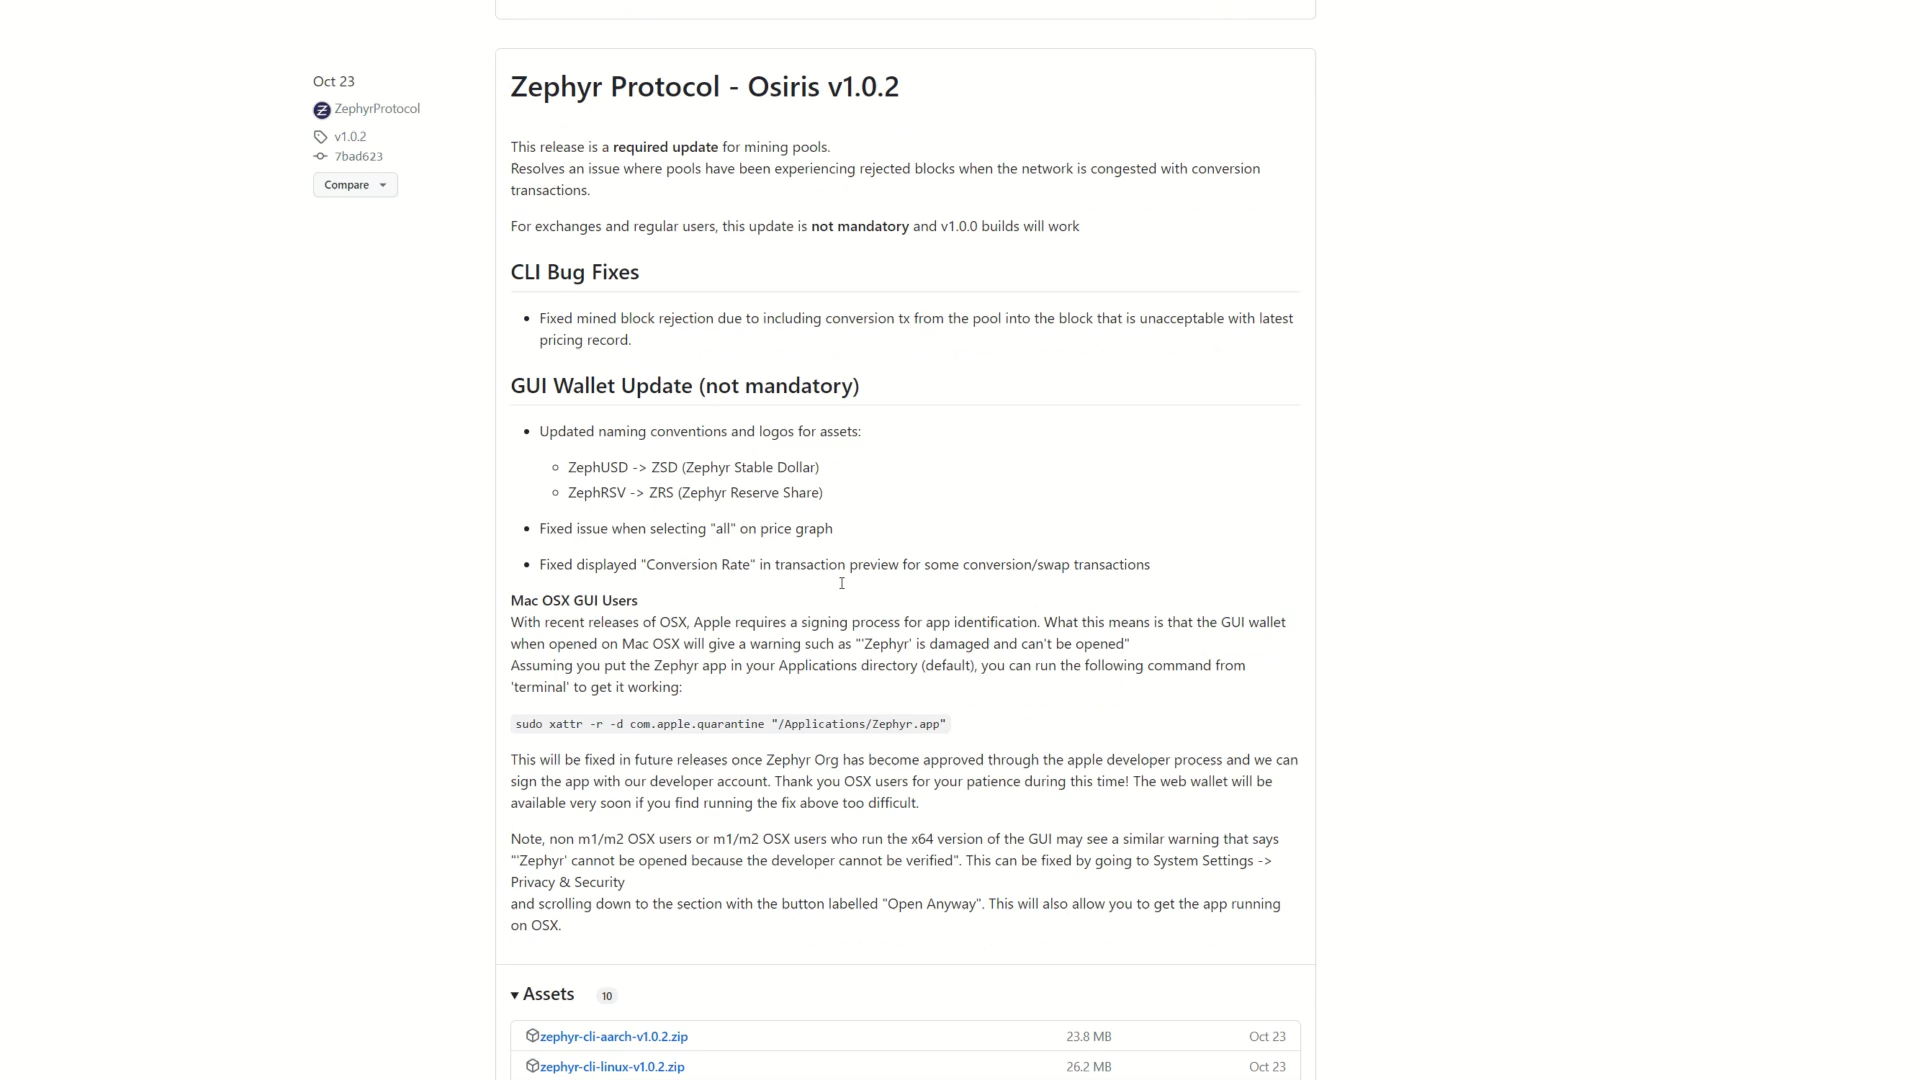 Oct 23
ZephyrProtocol
v1.0.2
7bad623
Compare
Zephyr Protocol - Osiris v1.0.2
This release is a required update for mining pools.
Resolves an issue where pools have been experiencing rejected blocks when the network is congested with conversion
transactions.
For exchanges and regular users, this update is not mandatory and v1.0.0 builds will work
CLI Bug Fixes
• Fixed mined block rejection due to including conversion tx from the pool into the block that is unacceptable with latest
pricing record.
GUI Wallet Update (not mandatory)
• Updated naming conventions and logos for assets:
◦ ZephUSD -> ZSD (Zephyr Stable Dollar)
◦ ZephRSV -> ZRS (Zephyr Reserve Share)
• Fixed issue when selecting "all" on price graph
• Fixed displayed "Conversion Rate" in transaction preview for some conversion/swap transactions
Mac OSX GUI Users
With recent releases of OSX, Apple requires a signing process for app identification. What this means is that the GUI wallet
when opened on Mac OSX will give a warning such as "'Zephyr' is damaged and can't be opened"
Assuming you put the Zephyr app in your Applications directory (default), you can run the following command from
'terminal' to get it working:
sudo xattr -r -d com.apple.quarantine "/Applications/Zephyr.app"
This will be fixed in future releases once Zephyr Org has become approved through the apple developer process and we can
sign the app with our developer account. Thank you OSX users for your patience during this time! The web wallet will be
available very soon if you find running the fix above too difficult.
Note, non m1/m2 OSX users or m1/m2 OSX users who run the x64 version of the GUI may see a similar warning that says
"'Zephyr' cannot be opened because the developer cannot be verified". This can be fixed by going to System Settings ->
Privacy & Security
and scrolling down to the section with the button labelled "Open Anyway". This will also allow you to get the app running
on OSX.
Assets 10
zephyr-cli-aarch-v1.0.2.zip 23.8 MB Oct 23
zephyr-cli-linux-v1.0.2.zip 26.2 MB Oct 23